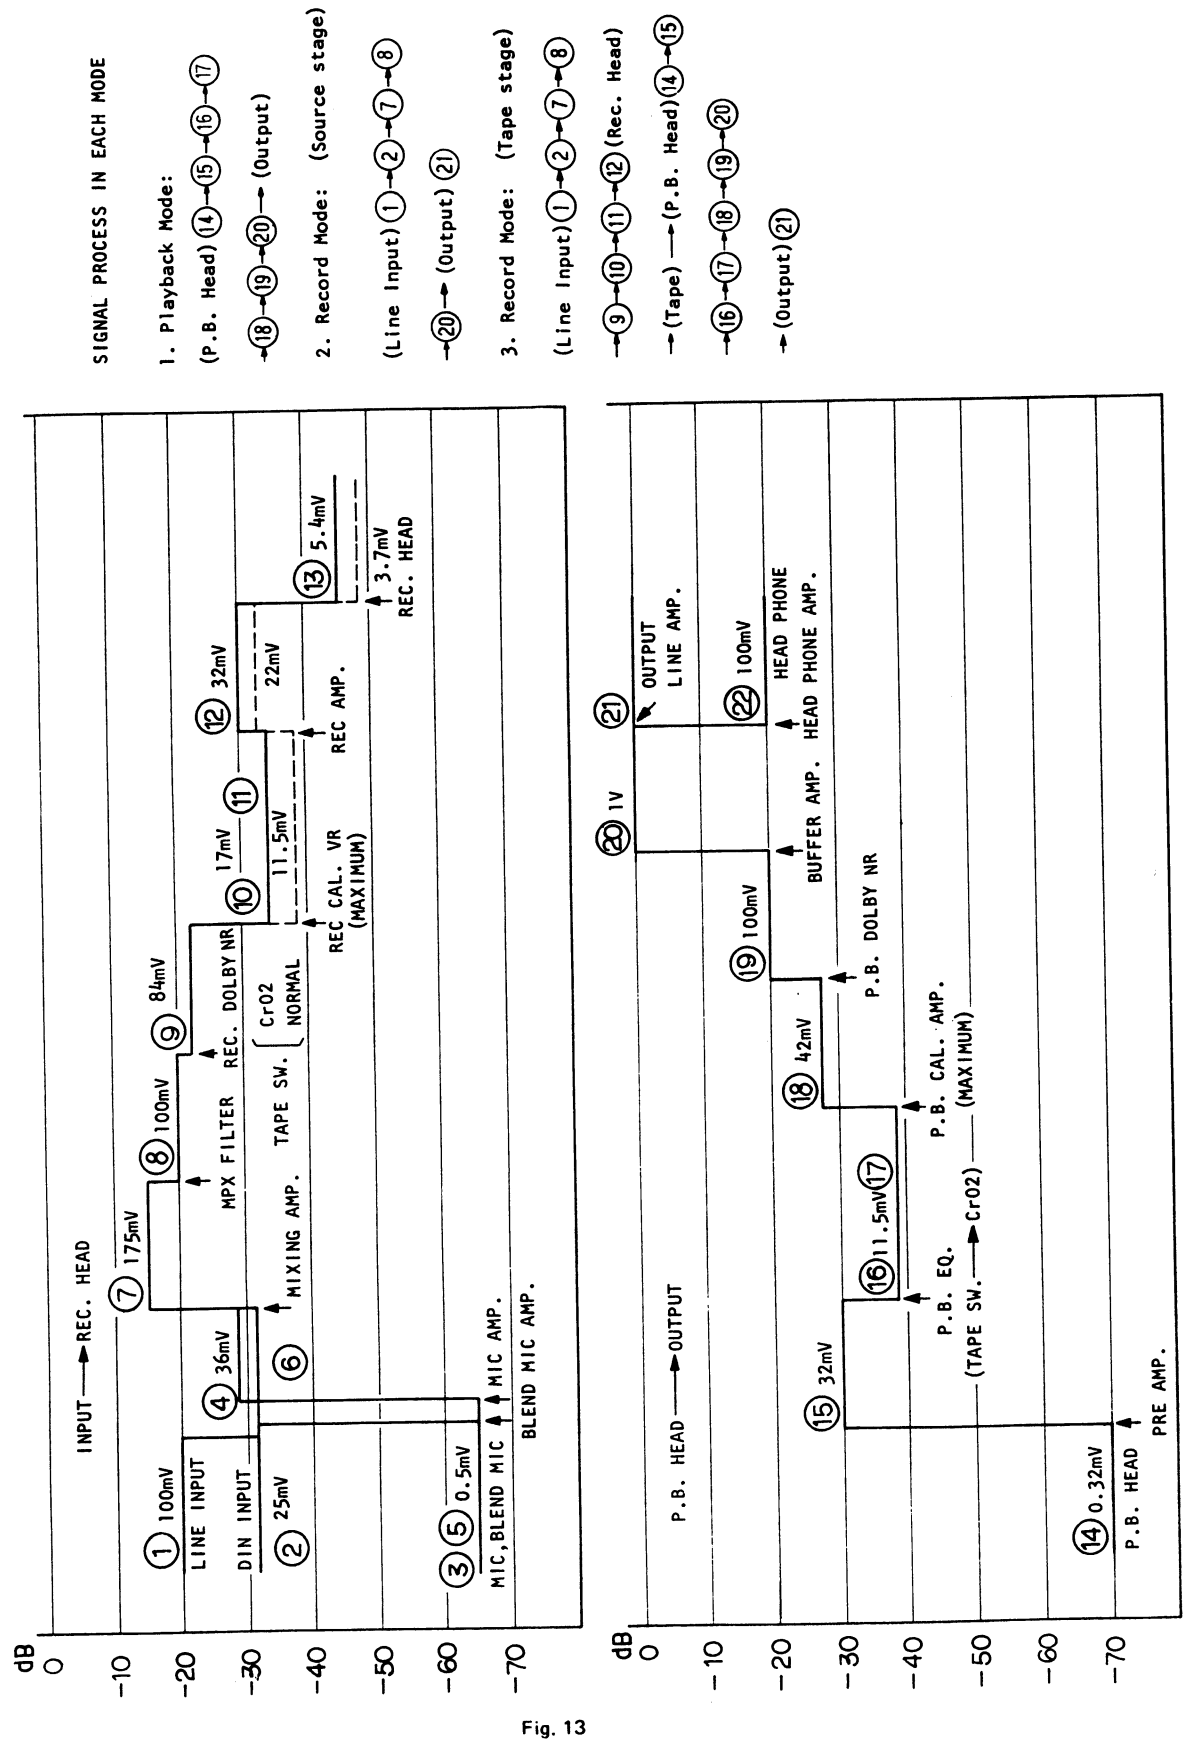 SIGNAL PROCESS IN EACH MODE
1. Playback Mode:
(P.B. Head) ⑭→⑮→⑯→⑰
→⑱→⑲→⑳→ (Output)
2. Record Mode: (Source stage)
(Line Input) ①→②→⑦→⑧
→⑳→ (Output) ㉑
3. Record Mode: (Tape stage)
(Line Input) ①→②→⑦→⑧
→⑨→⑩→⑪→⑫ (Rec. Head)
→ (Tape) → (P.B. Head) ⑭→⑮
→⑯→⑰→⑱→⑲→⑳
→ (Output) ㉑
dB
0
-10
-20
-30
-40
-50
-60
-70
INPUT → REC. HEAD
① 100mV
LINE INPUT
DIN INPUT
② 25mV
③ ⑤ 0.5mV
MIC, BLEND MIC
④ 36mV
⑥
MIC AMP.
BLEND MIC AMP.
⑦ 175mV
MIXING AMP.
⑧ 100mV
MPX FILTER
⑨ 84mV
REC. DOLBY NR
TAPE SW. ( CrO2
NORMAL
⑩ 17mV ⑪
11.5mV
REC CAL. VR
(MAXIMUM)
⑫ 32mV
22mV
REC AMP.
⑬ 5.4mV
3.7mV
REC. HEAD
dB
0
-10
-20
-30
-40
-50
-60
-70
P.B. HEAD → OUTPUT
⑭ 0.32mV
P.B. HEAD
PRE AMP.
⑮ 32mV
⑯ 11.5mV ⑰
P.B. EQ.
(TAPE SW. → CrO2)
⑱ 42mV
P.B. CAL. AMP.
(MAXIMUM)
⑲ 100mV
P.B. DOLBY NR
⑳ 1V
BUFFER AMP.
㉑
OUTPUT
LINE AMP.
㉒ 100mV
HEAD PHONE
HEAD PHONE AMP.
Fig. 13